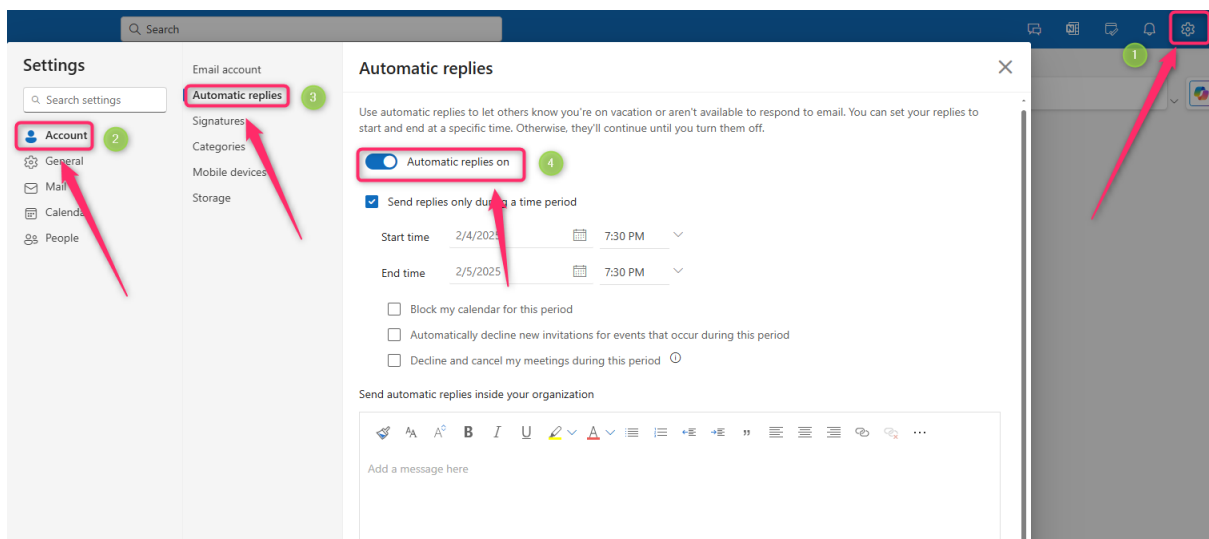 Search
1
Settings
Search settings
Account
2
General
Mail
Calendar
People
Email account
Automatic replies
3
Signatures
Categories
Mobile devices
Storage
Automatic replies
Use automatic replies to let others know you're on vacation or aren't available to respond to email. You can set your replies to
start and end at a specific time. Otherwise, they'll continue until you turn them off.
Automatic replies on
4
Send replies only during a time period
Start time 2/4/2025 7:30 PM
End time 2/5/2025 7:30 PM
Block my calendar for this period
Automatically decline new invitations for events that occur during this period
Decline and cancel my meetings during this period
Send automatic replies inside your organization
Add a message here